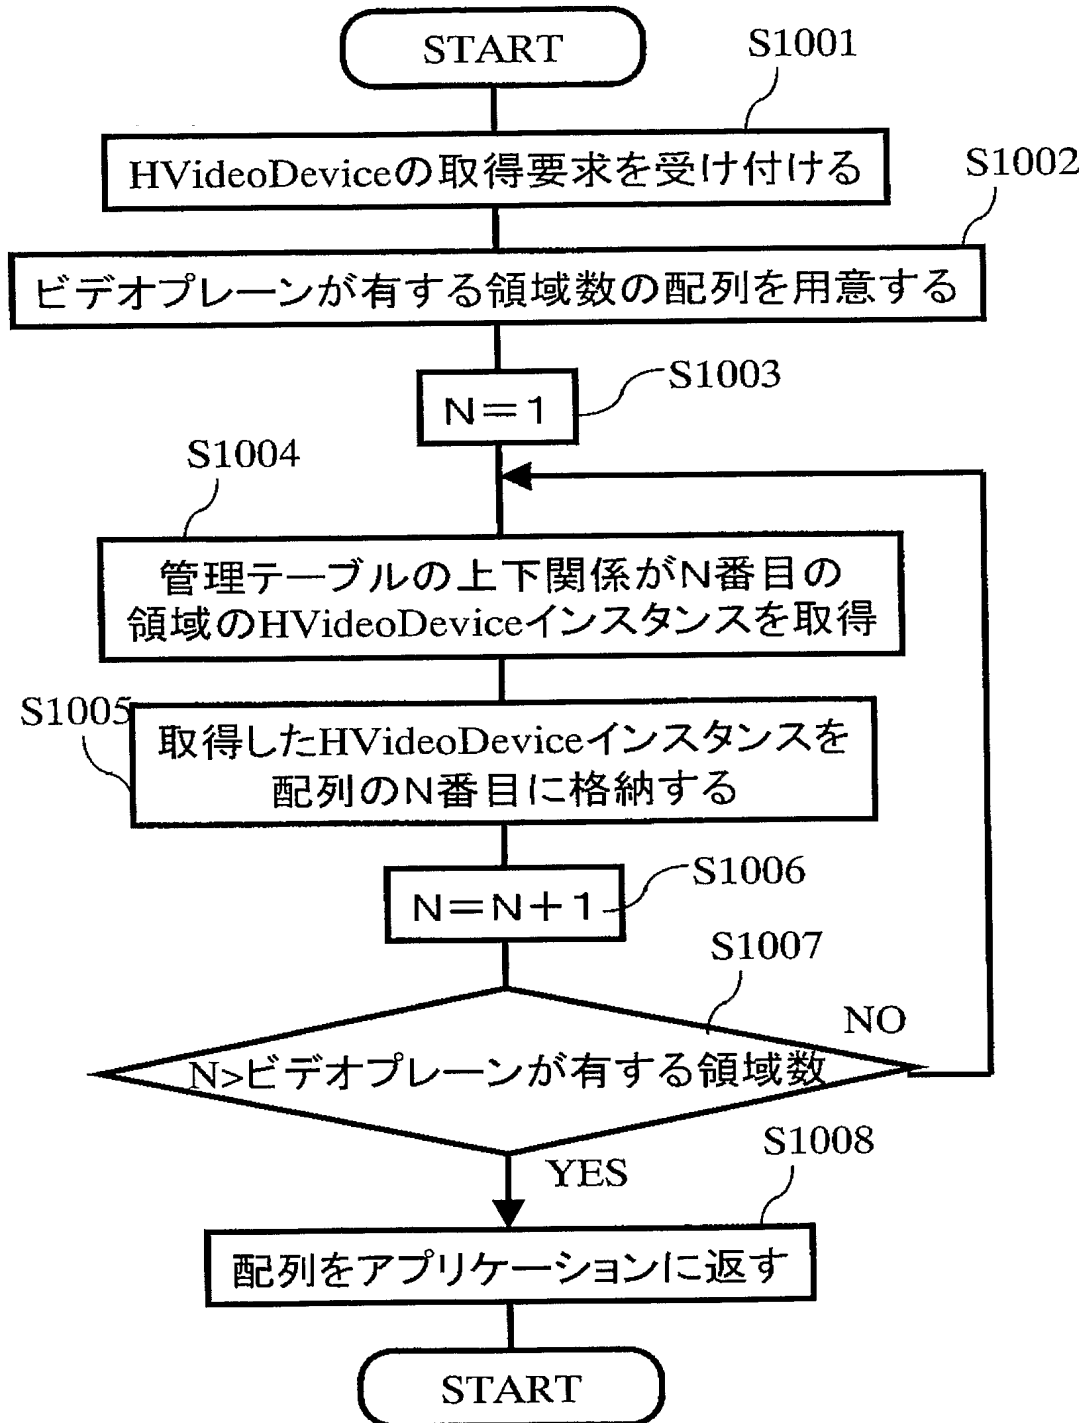 START
S1001
HVideoDeviceの取得要求を受け付ける
S1002
ビデオプレーンが有する領域数の配列を用意する
S1003
N=1
S1004
管理テーブルの上下関係がN番目の
領域のHVideoDeviceインスタンスを取得
S1005
取得したHVideoDeviceインスタンスを
配列のN番目に格納する
S1006
N=N+1
S1007
NO
N>ビデオプレーンが有する領域数
S1008
YES
配列をアプリケーションに返す
START